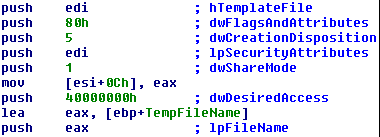 push    edi             ; hTemplateFile
push    80h             ; dwFlagsAndAttributes
push    5               ; dwCreationDisposition
push    edi             ; lpSecurityAttributes
push    1               ; dwShareMode
mov     [esi+0Ch], eax
push    40000000h       ; dwDesiredAccess
lea     eax, [ebp+TempFileName]
push    eax             ; lpFileName